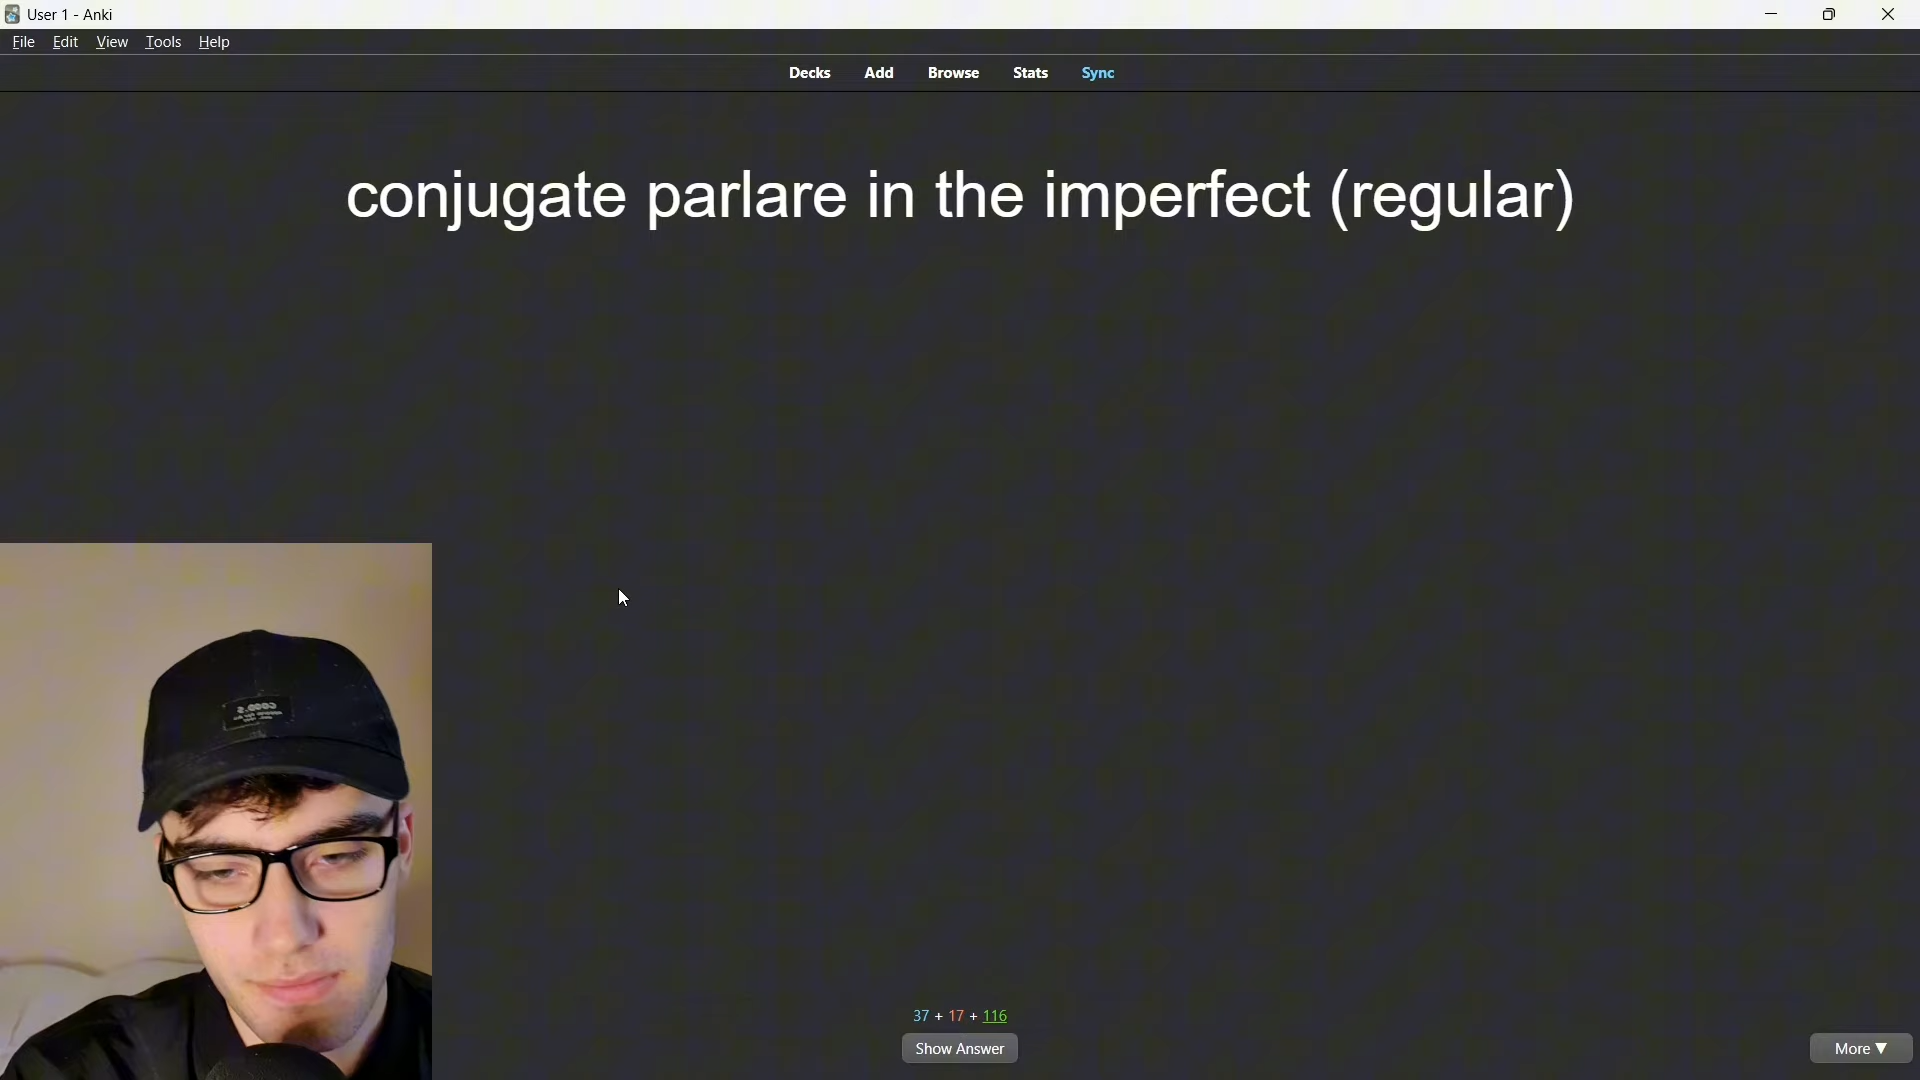 User 1 - Anki
File Edit View Tools Help
Decks Add Browse Stats Sync
conjugate parlare in the imperfect (regular)
37 + 17 + 116
Show Answer
More ▼